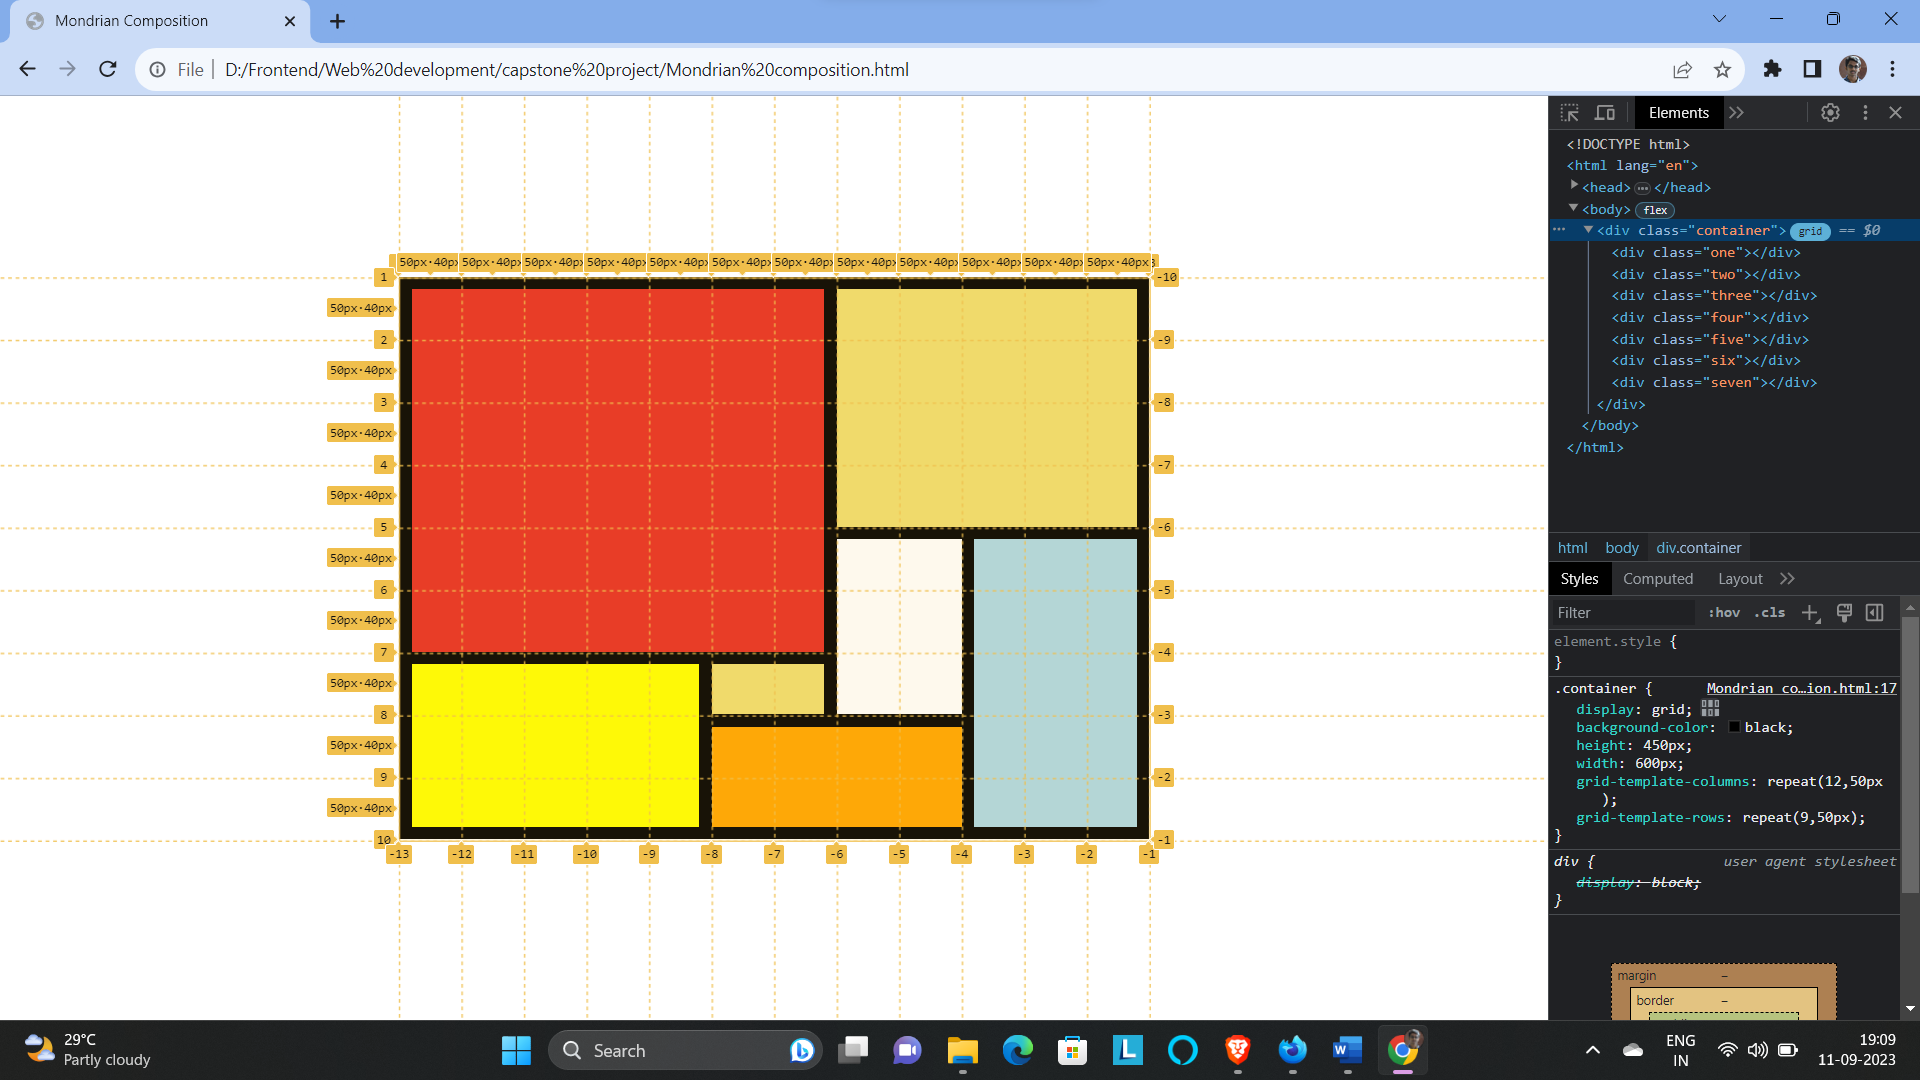 Mondrian Composition
File
D:/Frontend/Web%20development/capstone%20project/Mondrian%20composition.html
50px·40px 50px·40px 50px·40px 50px·40px 50px·40px 50px·40px 50px·40px 50px·40px 50px·40px 50px·40px 50px·40px 50px·40px
1 -10
50px·40px
2 -9
50px·40px
3 -8
50px·40px
4 -7
50px·40px
5 -6
50px·40px
6 -5
50px·40px
7 -4
50px·40px
8 -3
50px·40px
9 -2
50px·40px
10 -1
-13 -12 -11 -10 -9 -8 -7 -6 -5 -4 -3 -2 -1
Elements
<!DOCTYPE html>
<html lang="en">
<head> ⋯ </head>
<body> flex
⋯ <div class="container"> grid == $0
<div class="one"></div>
<div class="two"></div>
<div class="three"></div>
<div class="four"></div>
<div class="five"></div>
<div class="six"></div>
<div class="seven"></div>
</div>
</body>
</html>
html body div.container
Styles Computed Layout
Filter :hov .cls
element.style {
}
.container { Mondrian co…ion.html:17
display: grid;
background-color: black;
height: 450px;
width: 600px;
grid-template-columns: repeat(12,50px
);
grid-template-rows: repeat(9,50px);
}
div { user agent stylesheet
display: block;
}
margin –
border –
29°C
Partly cloudy
Search
L
W
ENG
IN
19:09
11-09-2023